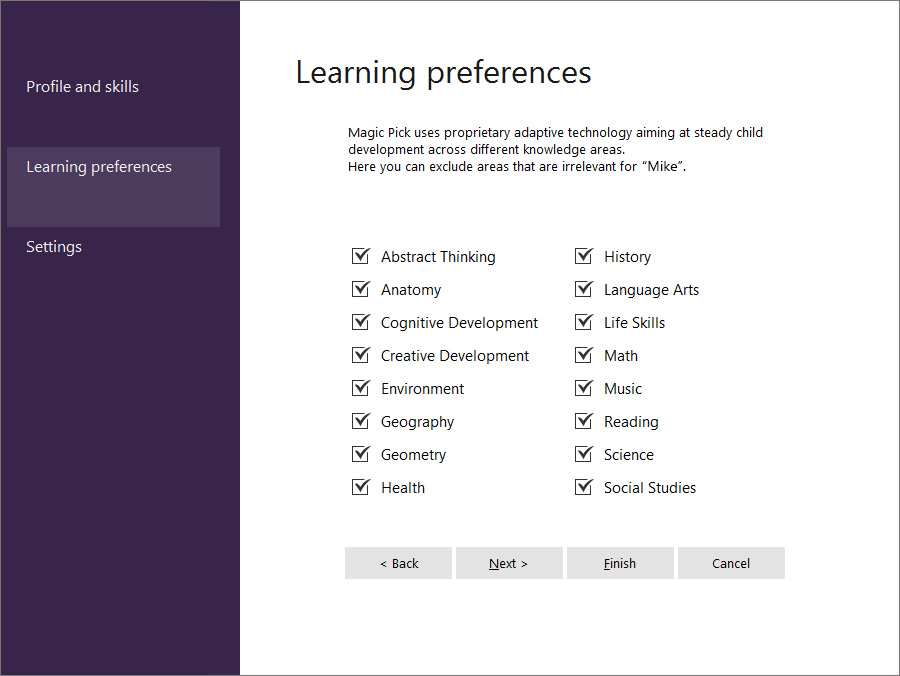 Profile and skills
Learning preferences
Settings
Learning preferences
Magic Pick uses proprietary adaptive technology aiming at steady child
development across different knowledge areas.
Here you can exclude areas that are irrelevant for “Mike”.
Abstract Thinking
Anatomy
Cognitive Development
Creative Development
Environment
Geography
Geometry
Health
History
Language Arts
Life Skills
Math
Music
Reading
Science
Social Studies
< Back
Next >
Finish
Cancel